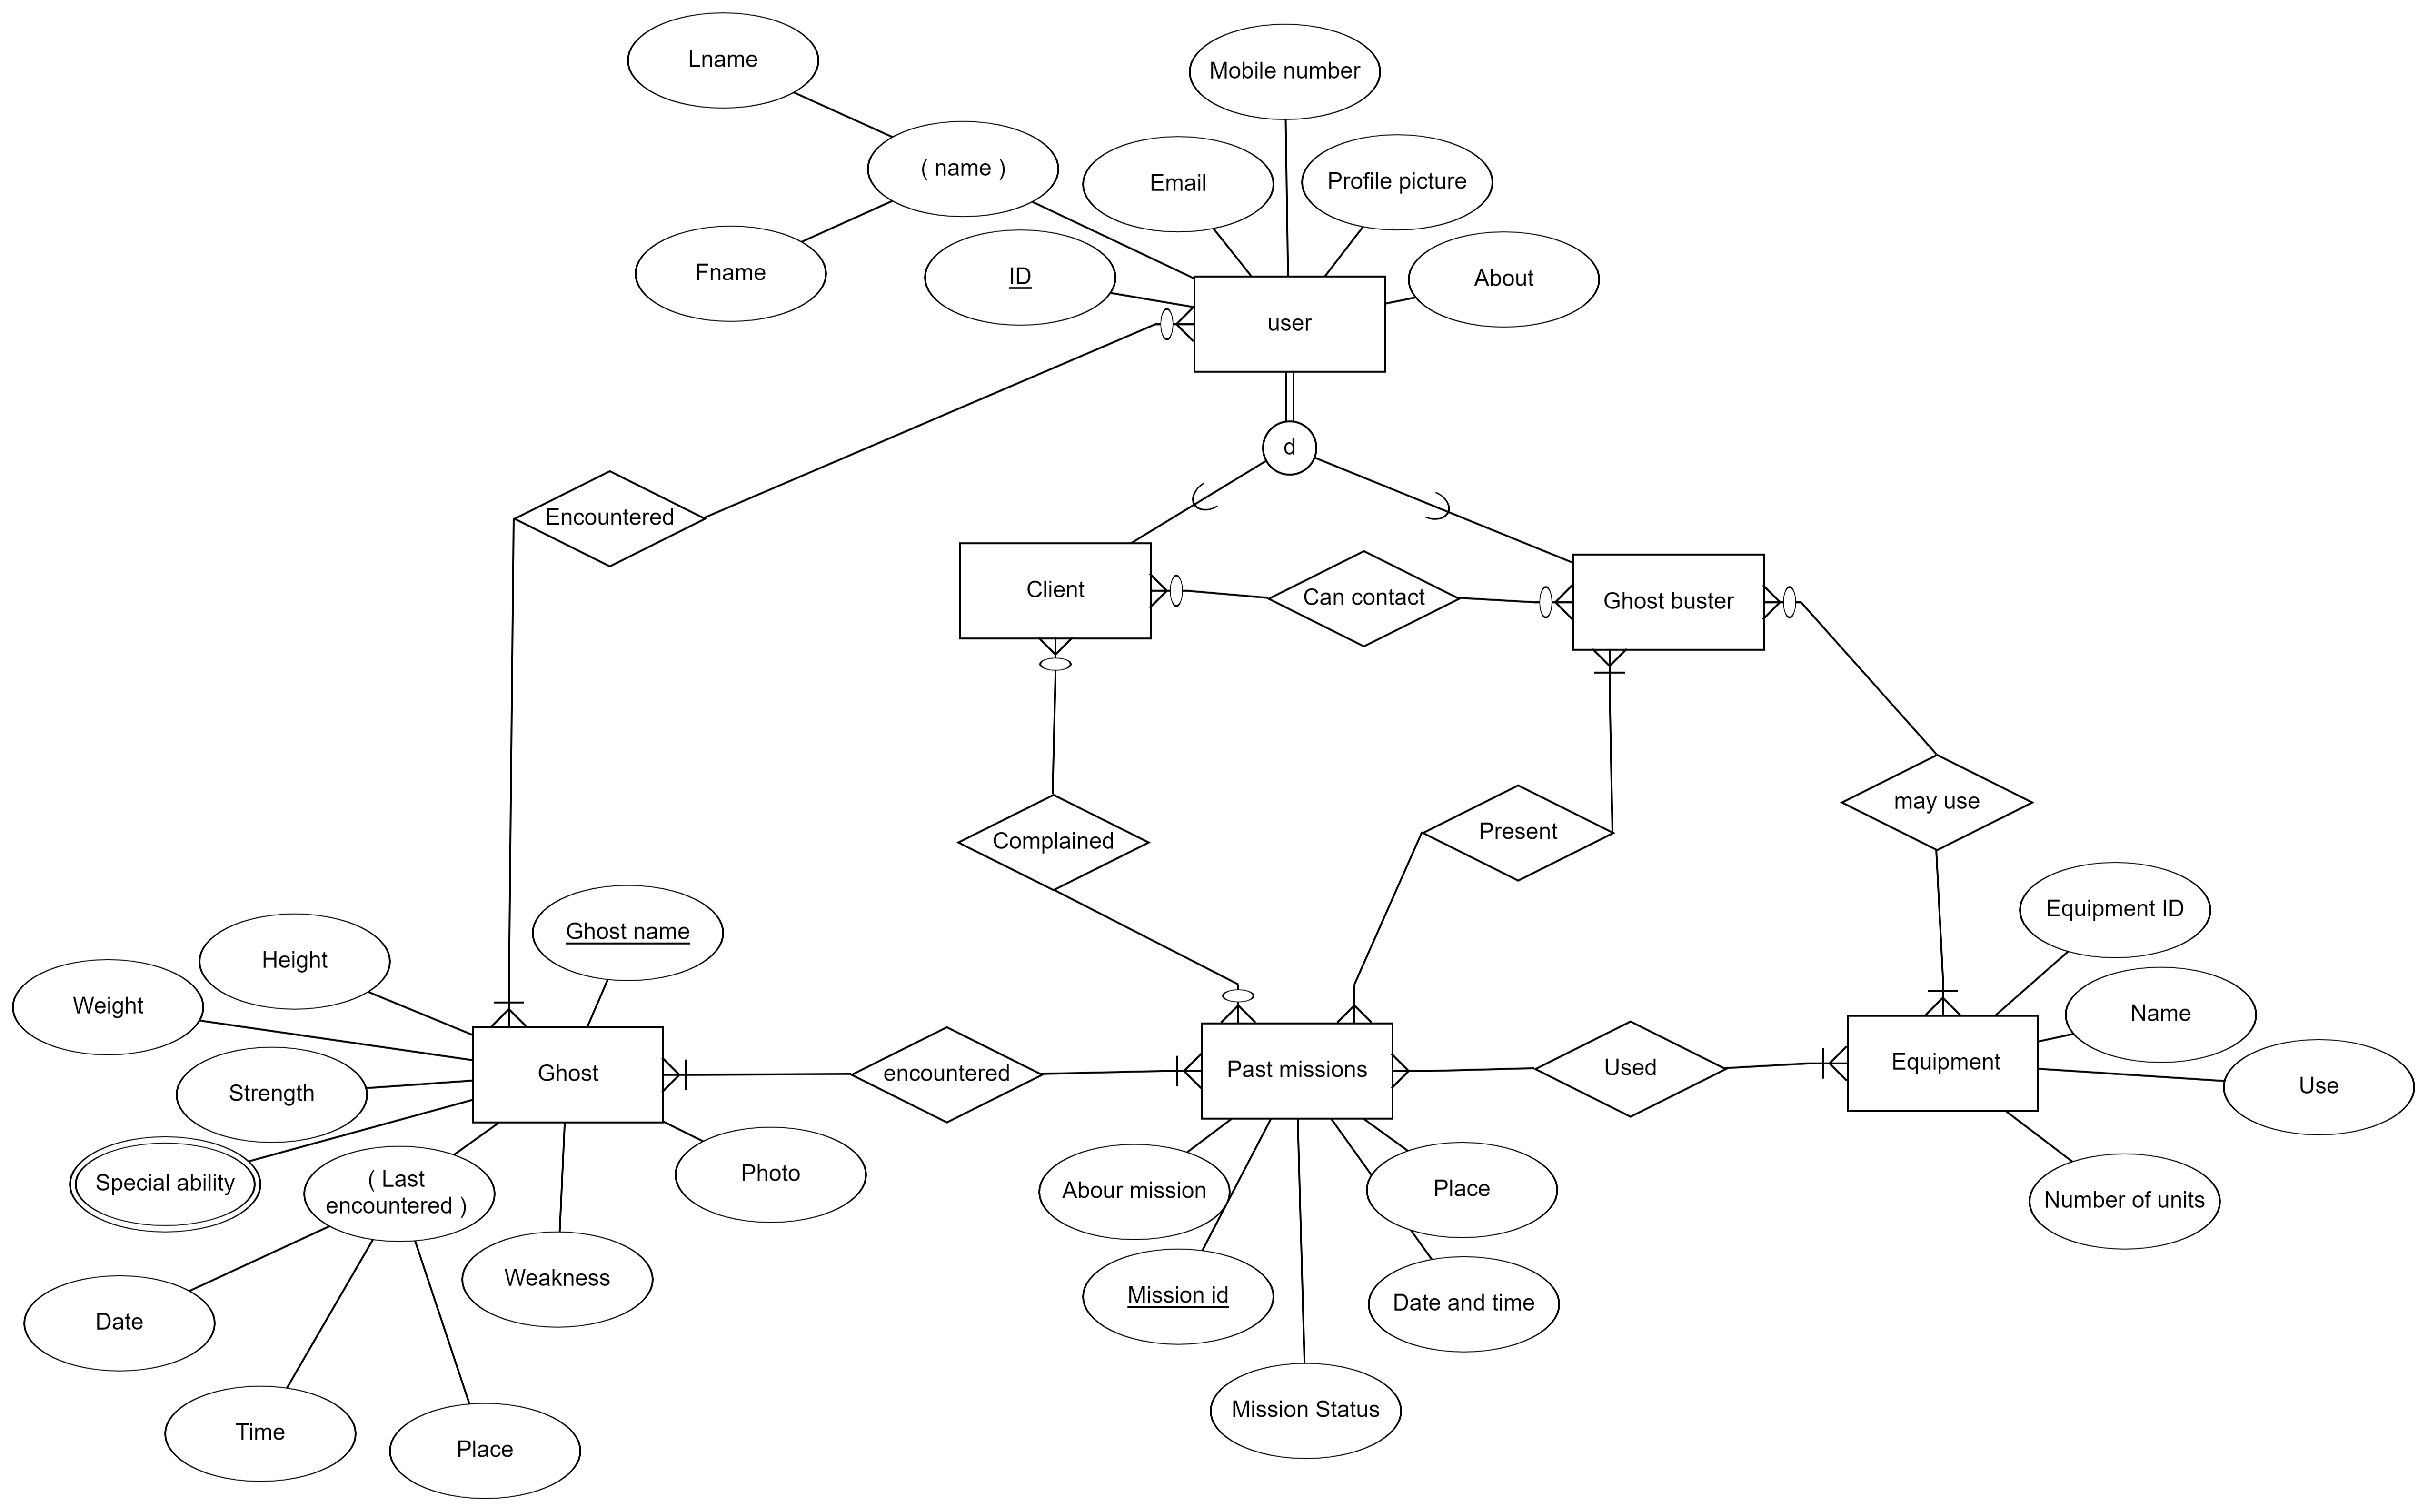 Lname
Mobile number
( name )
Email
Profile picture
Fname
ID
About
user
d
Encountered
Client
Can contact
Ghost buster
Complained
Present
may use
Ghost name
Equipment ID
Height
Weight
Name
Ghost
encountered
Past missions
Used
Equipment
Strength
Use
Special ability
( Last
encountered )
Photo
Abour mission
Place
Number of units
Weakness
Mission id
Date and time
Date
Mission Status
Time
Place